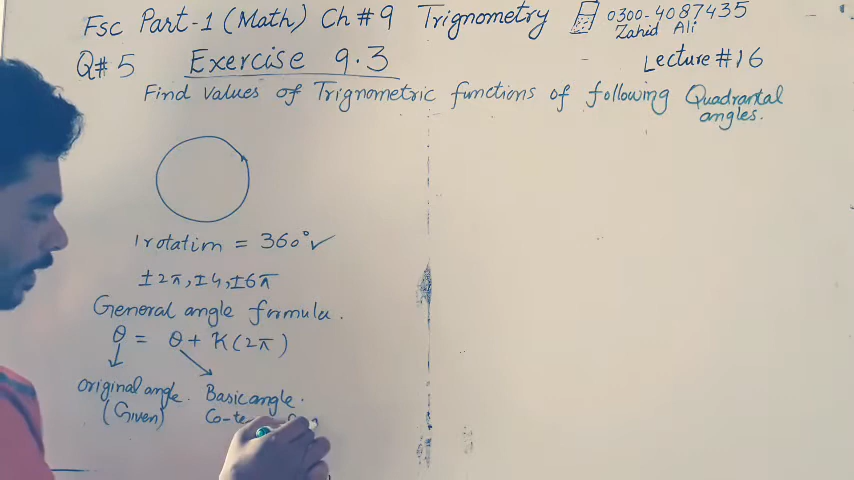 Fsc Part-1 (Math) Ch # 9 Trignometry 0300-4087435
Zahid Ali
Q# 5 Exercise 9.3 Lecture # 16
Find values of Trignometric functions of following Quadrantal
angles.
1 rotation = 360° ✓
±2π, ±4, ±6π
General angle formula.
θ = θ + K(2π)
original angle. Basic angle.
(Given) Co-te